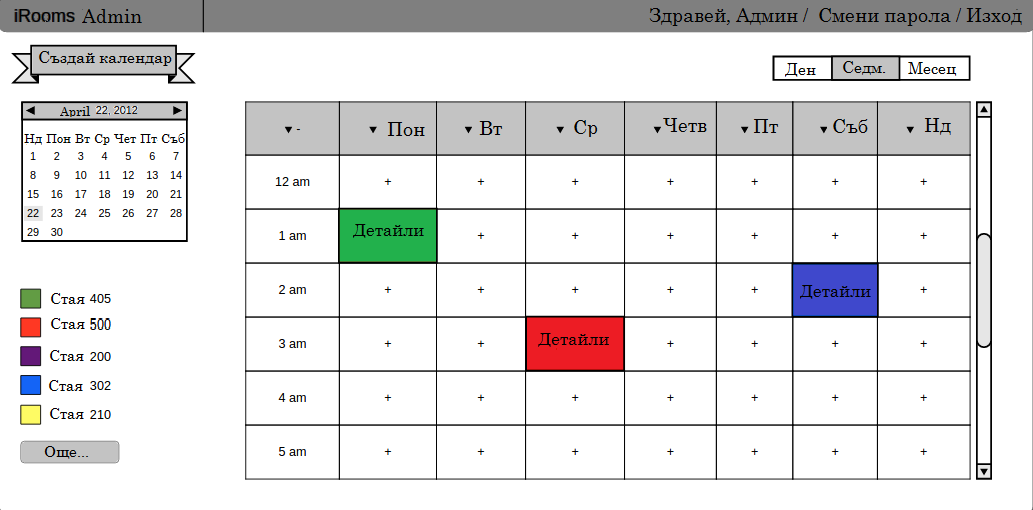 iRooms Admin
Здравей, Админ / Смени парола / Изход
Създай календар
Ден Седм. Месец
April 22, 2012
Нд Пон Вт Ср Чет Пт Съб
1 2 3 4 5 6 7
8 9 10 11 12 13 14
15 16 17 18 19 20 21
22 23 24 25 26 27 28
29 30
Стая 405
Стая 500
Стая 200
Стая 302
Стая 210
Още...
- Пон Вт Ср Четв Пт Съб Нд
12 am + + + + + + +
1 am Детайли + + + + + +
2 am + + + + + Детайли +
3 am + + Детайли + + + +
4 am + + + + + + +
5 am + + + + + + +